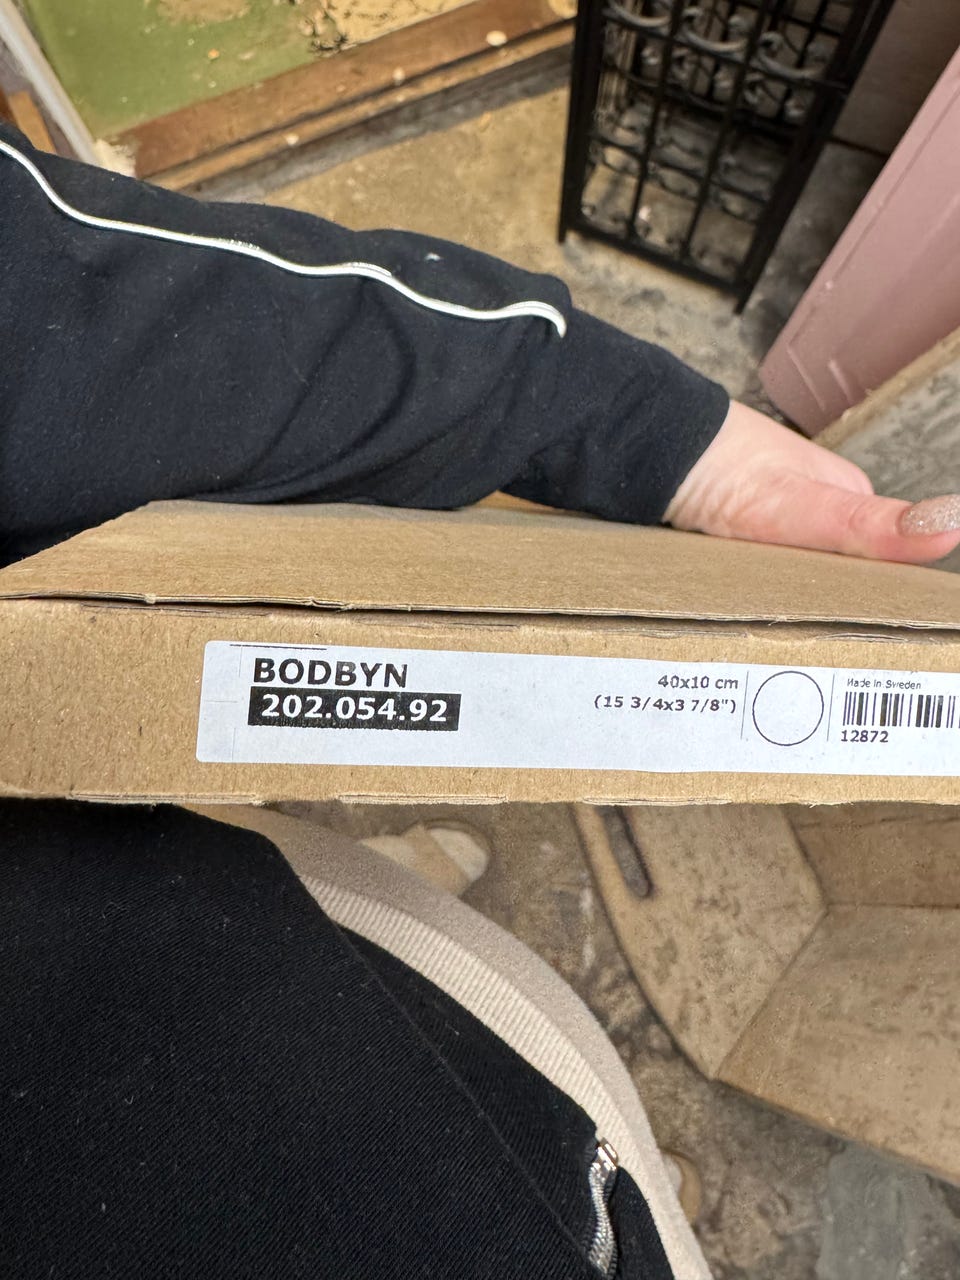 BODBYN
202.054.92
40x10 cm
(15 3/4x3 7/8")
Made in Sweden
12872